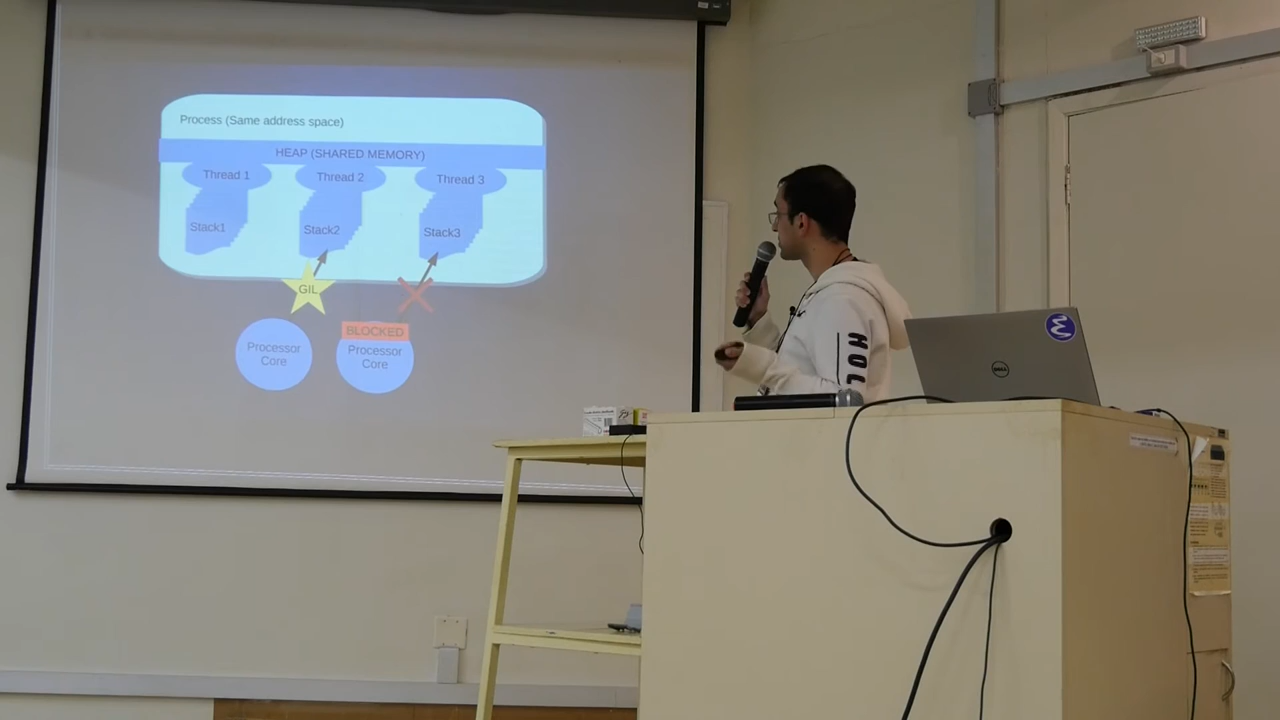 Process (Same address space)
HEAP (SHARED MEMORY)
Thread 1
Thread 2
Thread 3
Stack1
Stack2
Stack3
GIL
BLOCKED
Processor
Core
Processor
Core
HOL
DELL